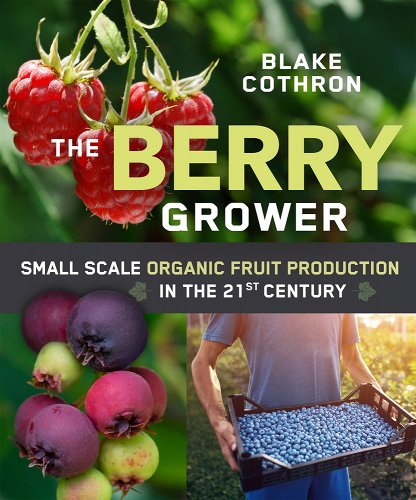 BLAKE
COTHRON
THE BERRY
GROWER
SMALL SCALE ORGANIC FRUIT PRODUCTION
IN THE 21ST CENTURY